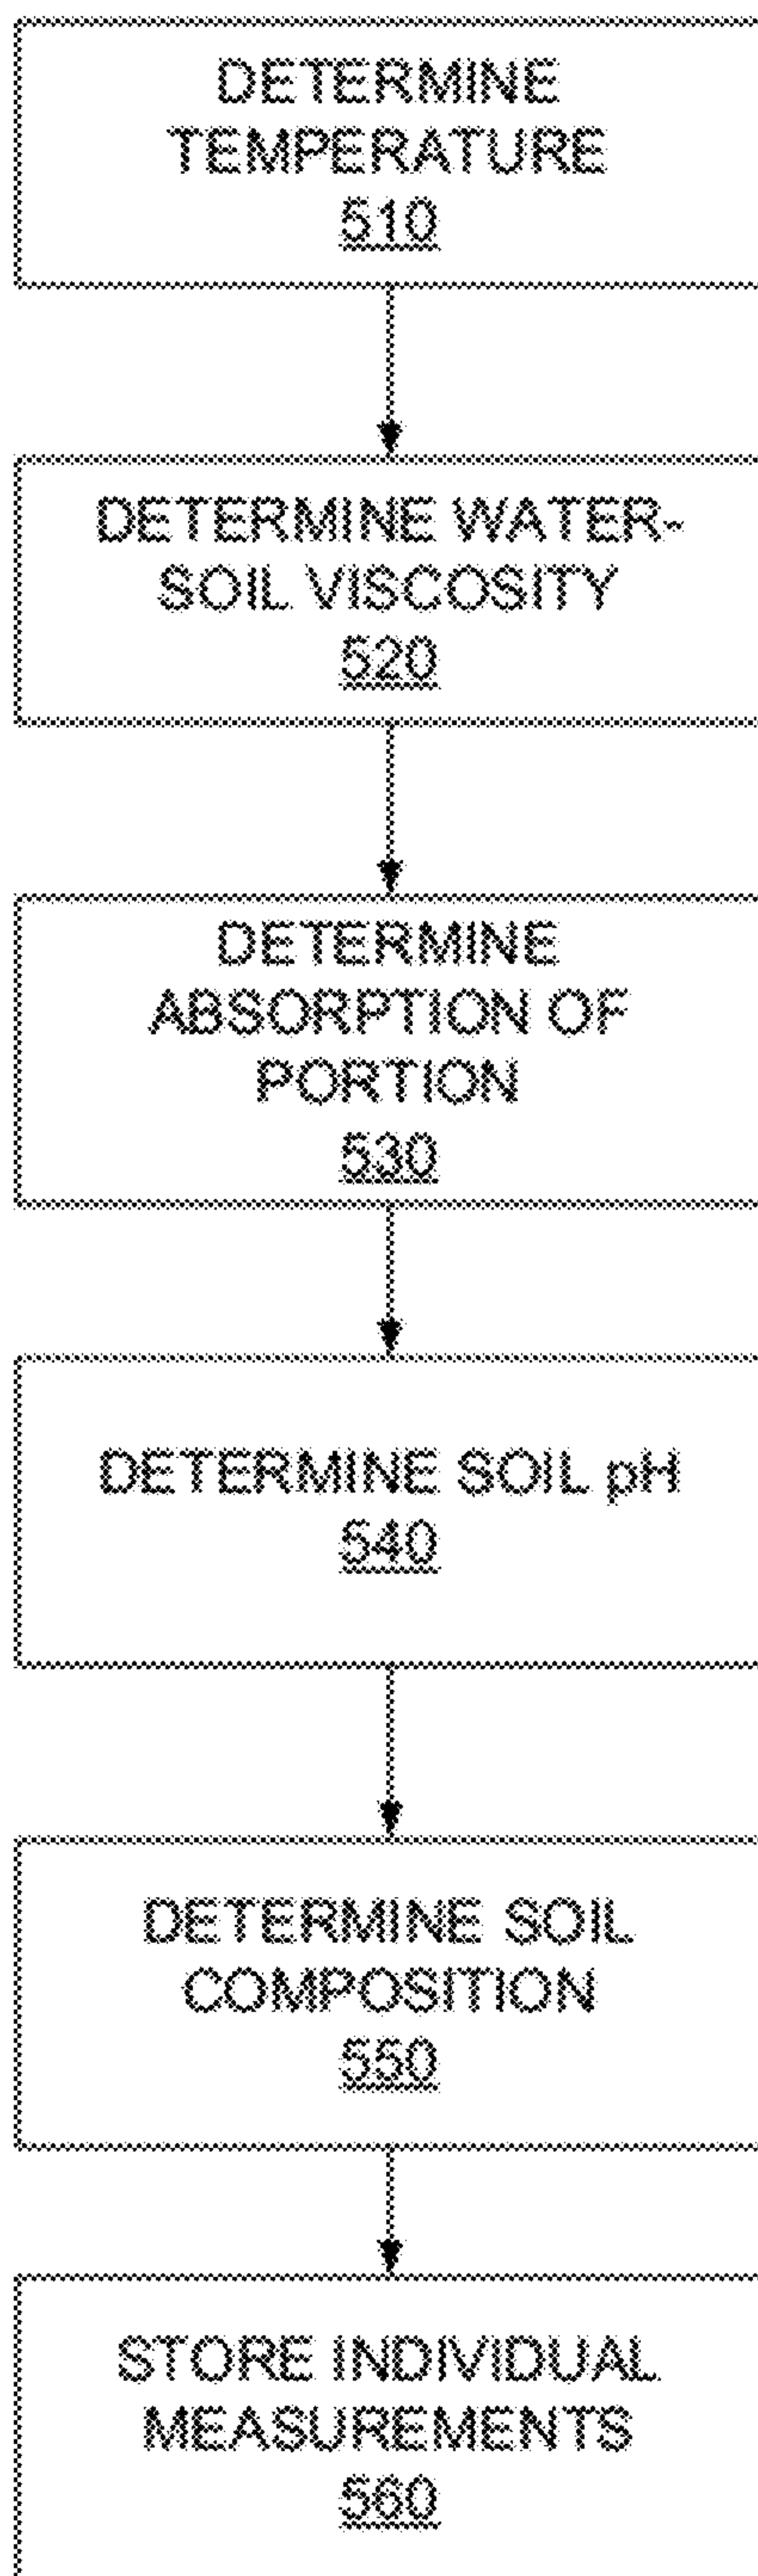 DETERMINE
TEMPERATURE
510
DETERMINE WATER-
SOIL VISCOSITY
520
DETERMINE
ABSORPTION OF
PORTION
530
DETERMINE SOIL pH
540
DETERMINE SOIL
COMPOSITION
550
STORE INDIVIDUAL
MEASUREMENTS
560